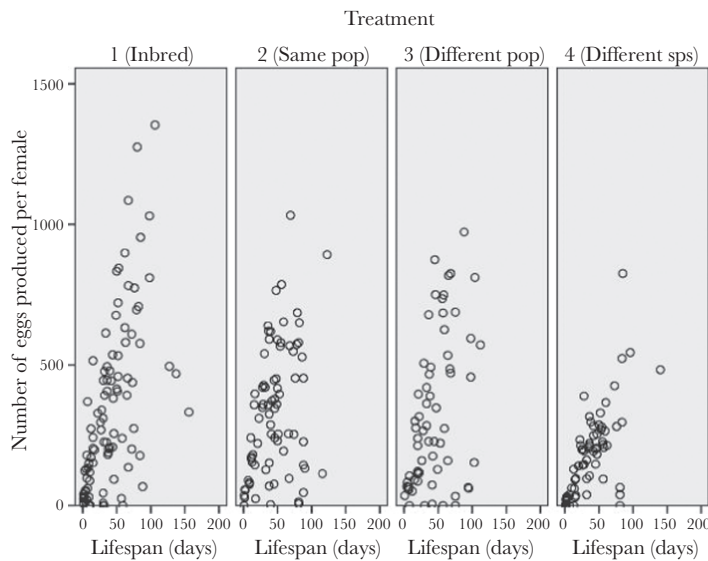 Treatment
1 (Inbred) 2 (Same pop) 3 (Different pop) 4 (Different sps)
Number of eggs produced per female
1500
1000
500
0
0 50 100 150 200 0 50 100 150 200 0 50 100 150 200 0 50 100 150 200
Lifespan (days) Lifespan (days) Lifespan (days) Lifespan (days)